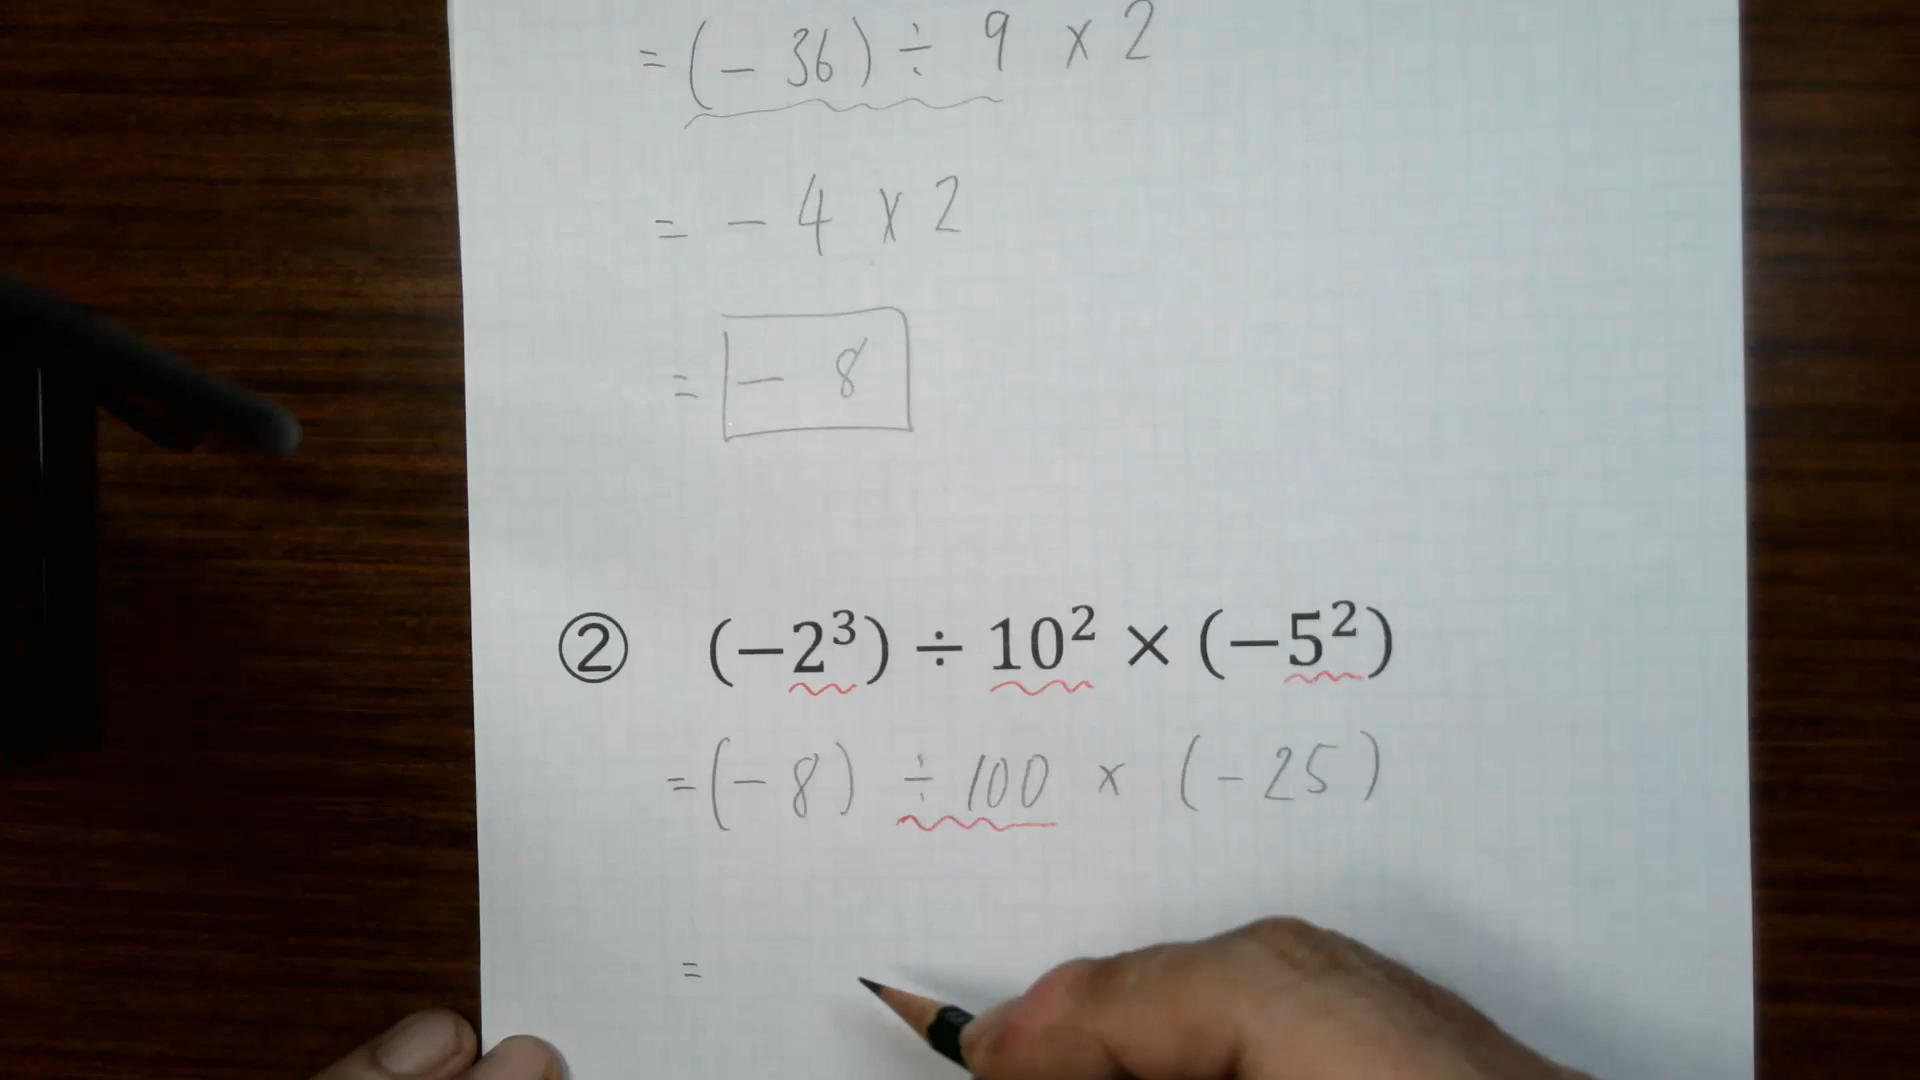 = (- 36) ÷ 9 × 2
= - 4 × 2
= - 8
② (−2³) ÷ 10² × (−5²)
= (- 8) ÷ 100 × (- 25)
=